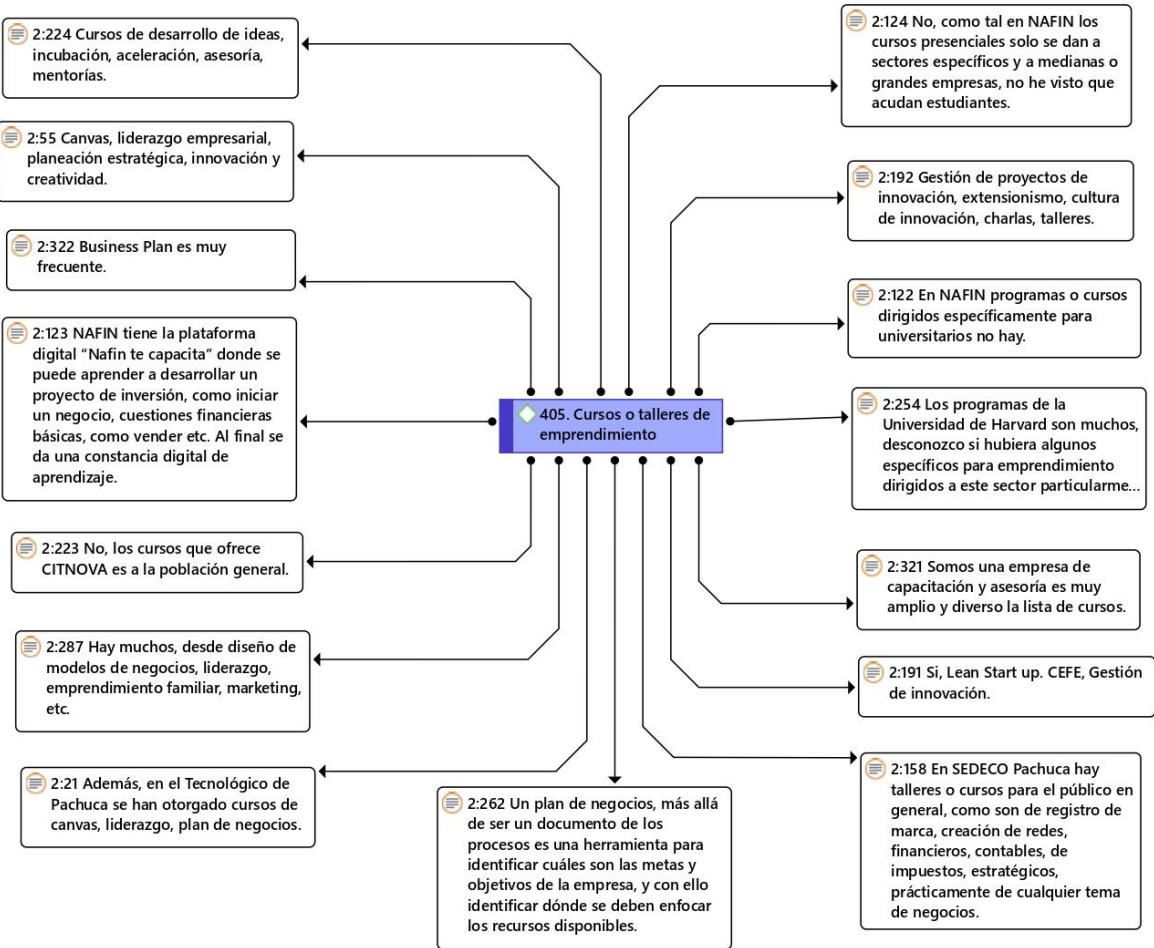 2:224 Cursos de desarrollo de ideas,
incubación, aceleración, asesoría,
mentorías.
2:55 Canvas, liderazgo empresarial,
planeación estratégica, innovación y
creatividad.
2:322 Business Plan es muy
frecuente.
2:123 NAFIN tiene la plataforma
digital “Nafin te capacita” donde se
puede aprender a desarrollar un
proyecto de inversión, como iniciar
un negocio, cuestiones financieras
básicas, como vender etc. Al final se
da una constancia digital de
aprendizaje.
2:223 No, los cursos que ofrece
CITNOVA es a la población general.
2:287 Hay muchos, desde diseño de
modelos de negocios, liderazgo,
emprendimiento familiar, marketing,
etc.
2:21 Además, en el Tecnológico de
Pachuca se han otorgado cursos de
canvas, liderazgo, plan de negocios.
405. Cursos o talleres de
emprendimiento
2:262 Un plan de negocios, más allá
de ser un documento de los
procesos es una herramienta para
identificar cuáles son las metas y
objetivos de la empresa, y con ello
identificar dónde se deben enfocar
los recursos disponibles.
2:124 No, como tal en NAFIN los
cursos presenciales solo se dan a
sectores específicos y a medianas o
grandes empresas, no he visto que
acudan estudiantes.
2:192 Gestión de proyectos de
innovación, extensionismo, cultura
de innovación, charlas, talleres.
2:122 En NAFIN programas o cursos
dirigidos específicamente para
universitarios no hay.
2:254 Los programas de la
Universidad de Harvard son muchos,
desconozco si hubiera algunos
específicos para emprendimiento
dirigidos a este sector particularme...
2:321 Somos una empresa de
capacitación y asesoría es muy
amplio y diverso la lista de cursos.
2:191 Si, Lean Start up. CEFE, Gestión
de innovación.
2:158 En SEDECO Pachuca hay
talleres o cursos para el público en
general, como son de registro de
marca, creación de redes,
financieros, contables, de
impuestos, estratégicos,
prácticamente de cualquier tema
de negocios.